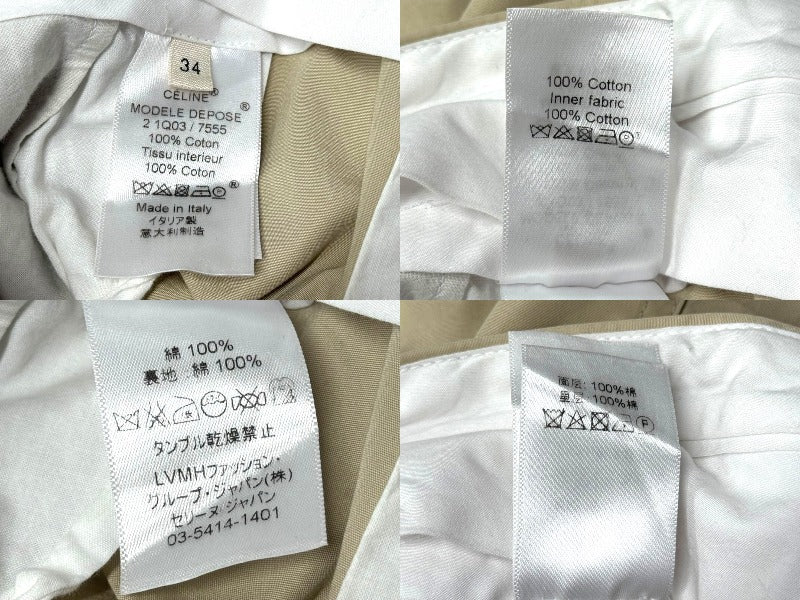 34
CÉLINE®
MODELE DEPOSE®
2 1Q03 / 7555
100% Coton
Tissu interieur
100% Coton
Made in Italy
イタリア製
意大利制造
100% Cotton
Inner fabric
100% Cotton
綿 100%
裏地：綿 100%
タンブル乾燥禁止
LVMHファッション・
グループ・ジャパン(株)
セリーヌ ジャパン
03-5414-1401
面层: 100%棉
里层: 100%棉
F